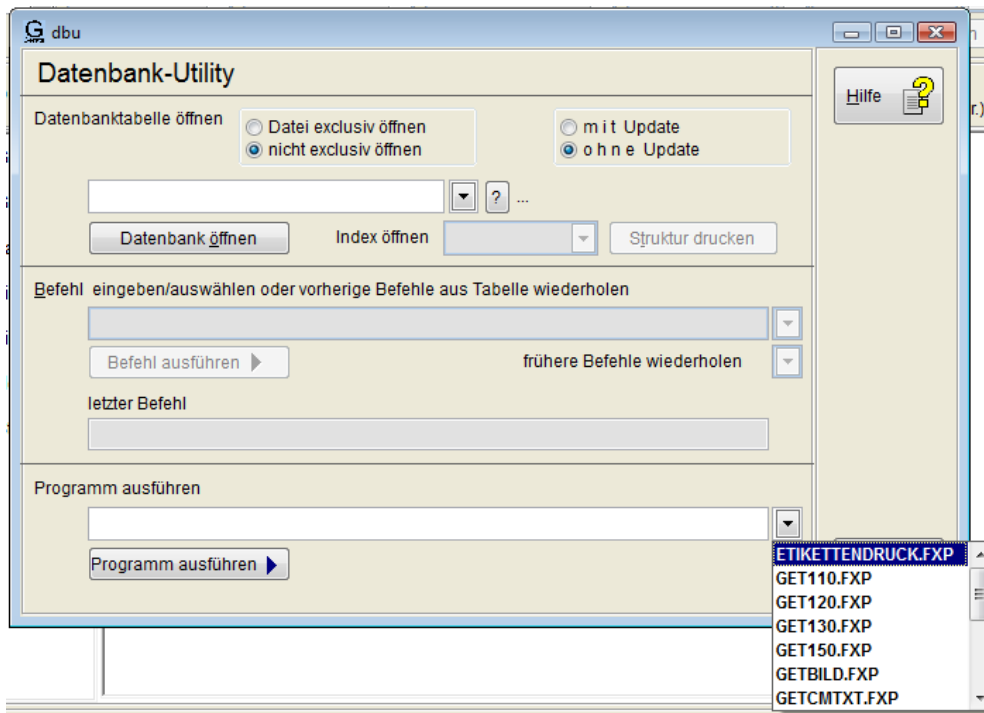 G dbu
Datenbank-Utility
Hilfe
Datenbanktabelle öffnen
Datei exclusiv öffnen
nicht exclusiv öffnen
m i t Update
o h n e Update
r.)
? ...
Datenbank öffnen
Index öffnen
Struktur drucken
Befehl eingeben/auswählen oder vorherige Befehle aus Tabelle wiederholen
Befehl ausführen
frühere Befehle wiederholen
letzter Befehl
Programm ausführen
Programm ausführen
ETIKETTENDRUCK.FXP
GET110.FXP
GET120.FXP
GET130.FXP
GET150.FXP
GETBILD.FXP
GETCMTXT.FXP